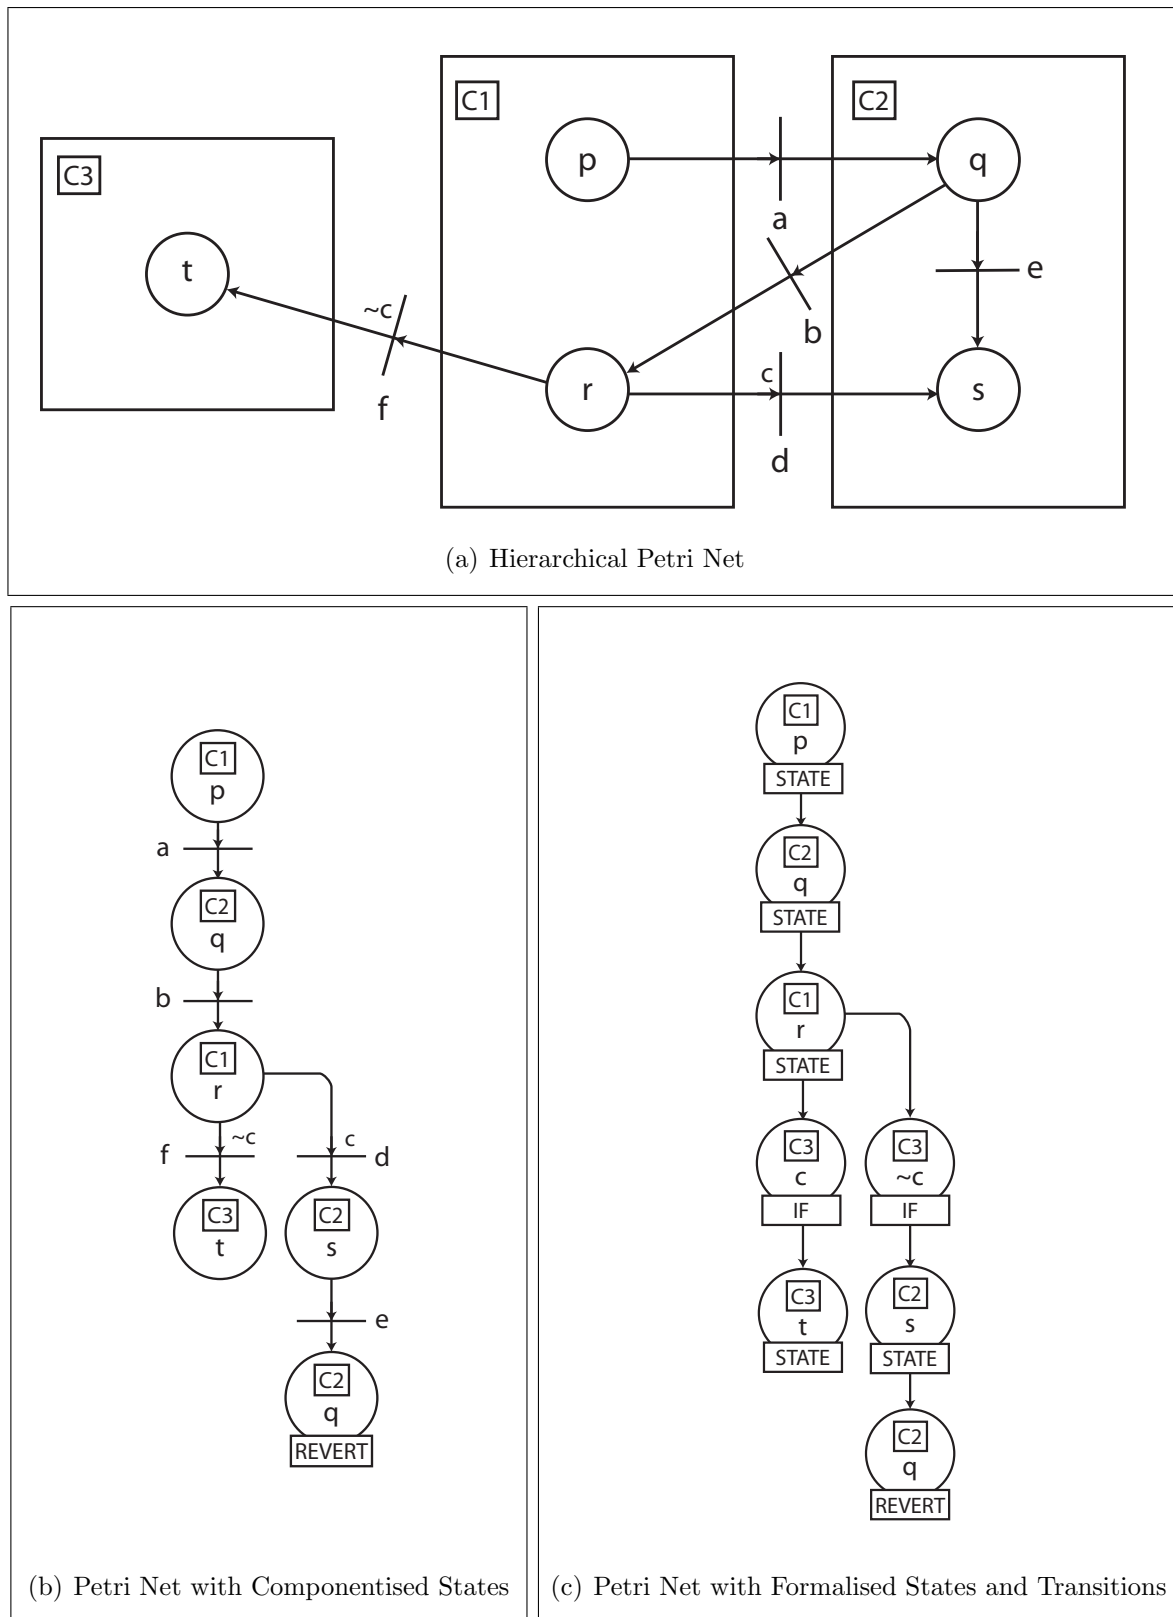 C1
C2
p
q
C3
a
t
e
~c
b
c
r
s
f
d
(a) Hierarchical Petri Net
C1
p
a
C2
q
b
C1
r
~c
c
f
d
C3
t
C2
s
e
C2
q
REVERT
(b) Petri Net with Componentised States
C1
p
STATE
C2
q
STATE
C1
r
STATE
C3
c
IF
C3
~c
IF
C3
t
STATE
C2
s
STATE
C2
q
REVERT
(c) Petri Net with Formalised States and Transitions